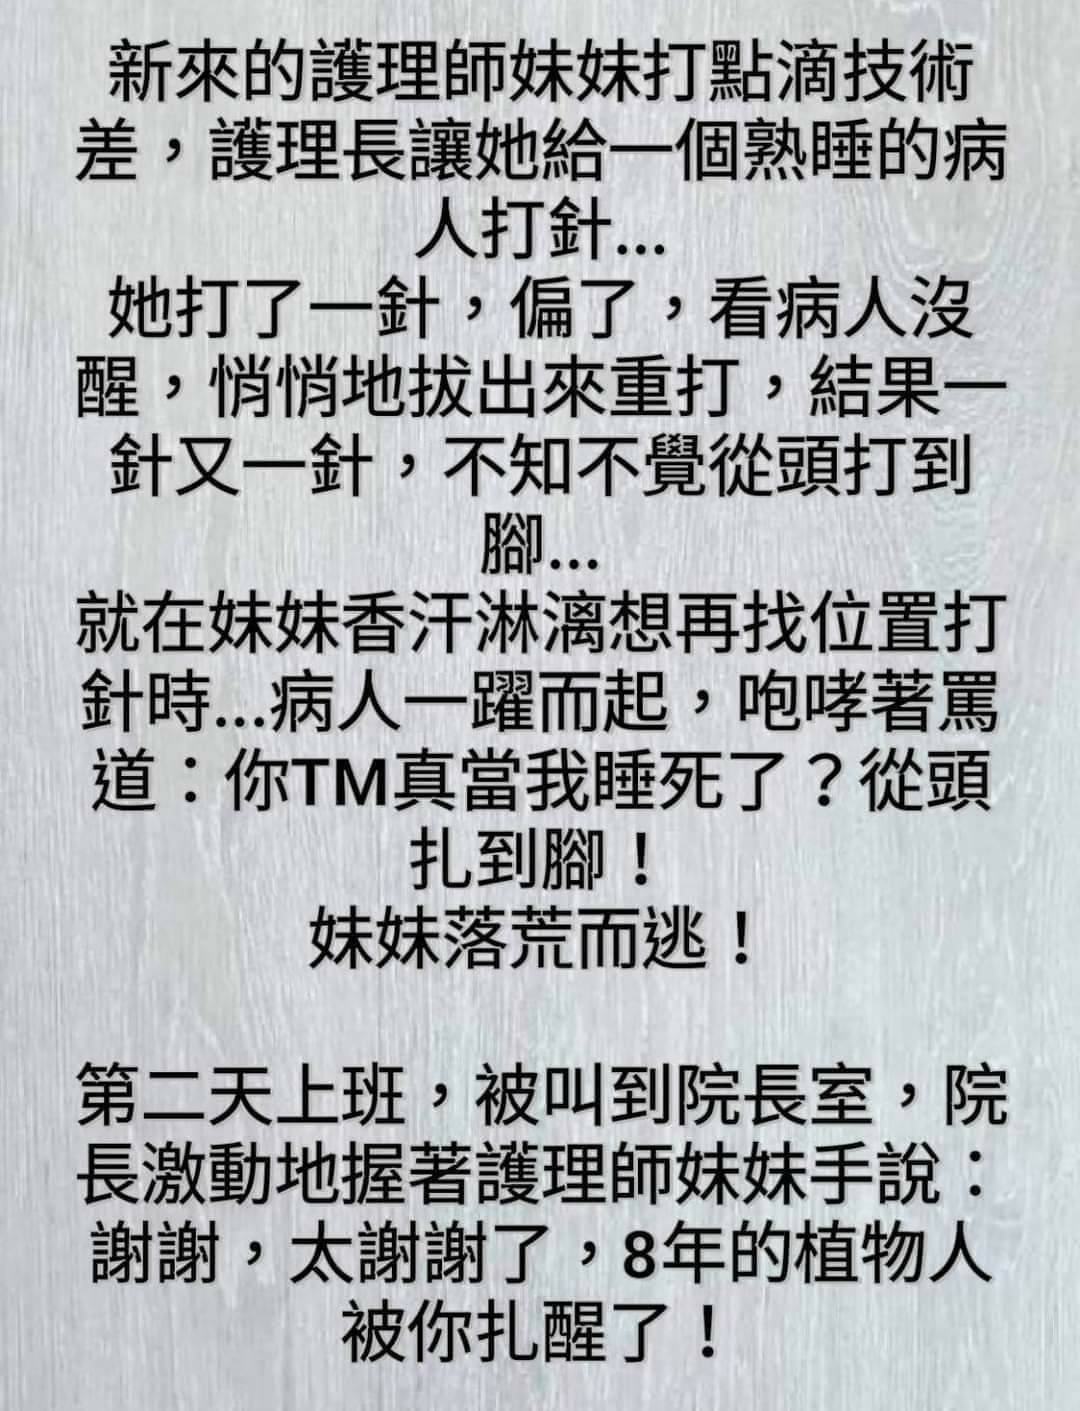 新來的護理師妹妹打點滴技術
差，護理長讓她給一個熟睡的病
人打針...
她打了一針，偏了，看病人沒
醒，悄悄地拔出來重打，結果一
針又一針，不知不覺從頭打到
腳...
就在妹妹香汗淋漓想再找位置打
針時...病人一躍而起，咆哮著罵
道：你TM真當我睡死了？從頭
扎到腳！
妹妹落荒而逃！
第二天上班，被叫到院長室，院
長激動地握著護理師妹妹手說：
謝謝，太謝謝了，8年的植物人
被你扎醒了！